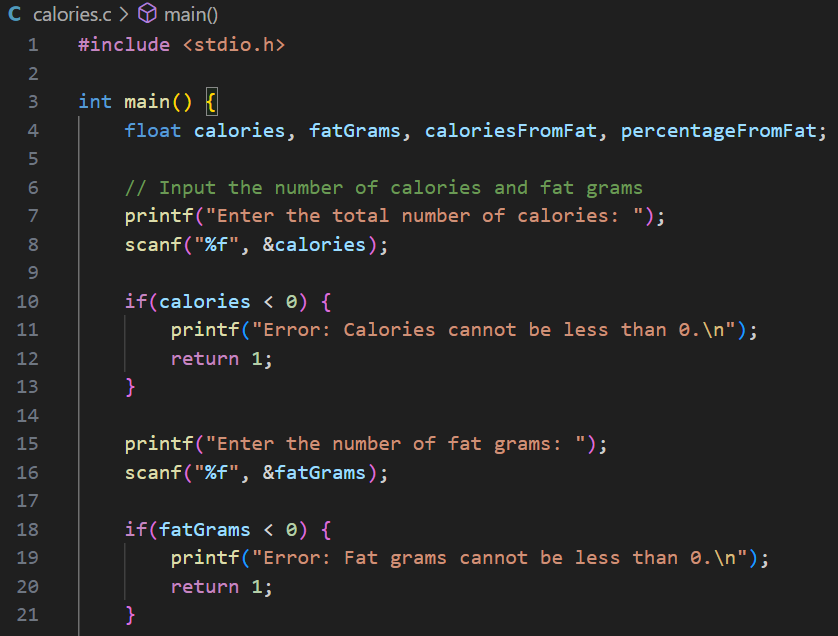 C calories.c > main()
1 #include <stdio.h>
2
3 int main() {
4     float calories, fatGrams, caloriesFromFat, percentageFromFat;
5
6     // Input the number of calories and fat grams
7     printf("Enter the total number of calories: ");
8     scanf("%f", &calories);
9
10     if(calories < 0) {
11         printf("Error: Calories cannot be less than 0.\n");
12         return 1;
13     }
14
15     printf("Enter the number of fat grams: ");
16     scanf("%f", &fatGrams);
17
18     if(fatGrams < 0) {
19         printf("Error: Fat grams cannot be less than 0.\n");
20         return 1;
21     }